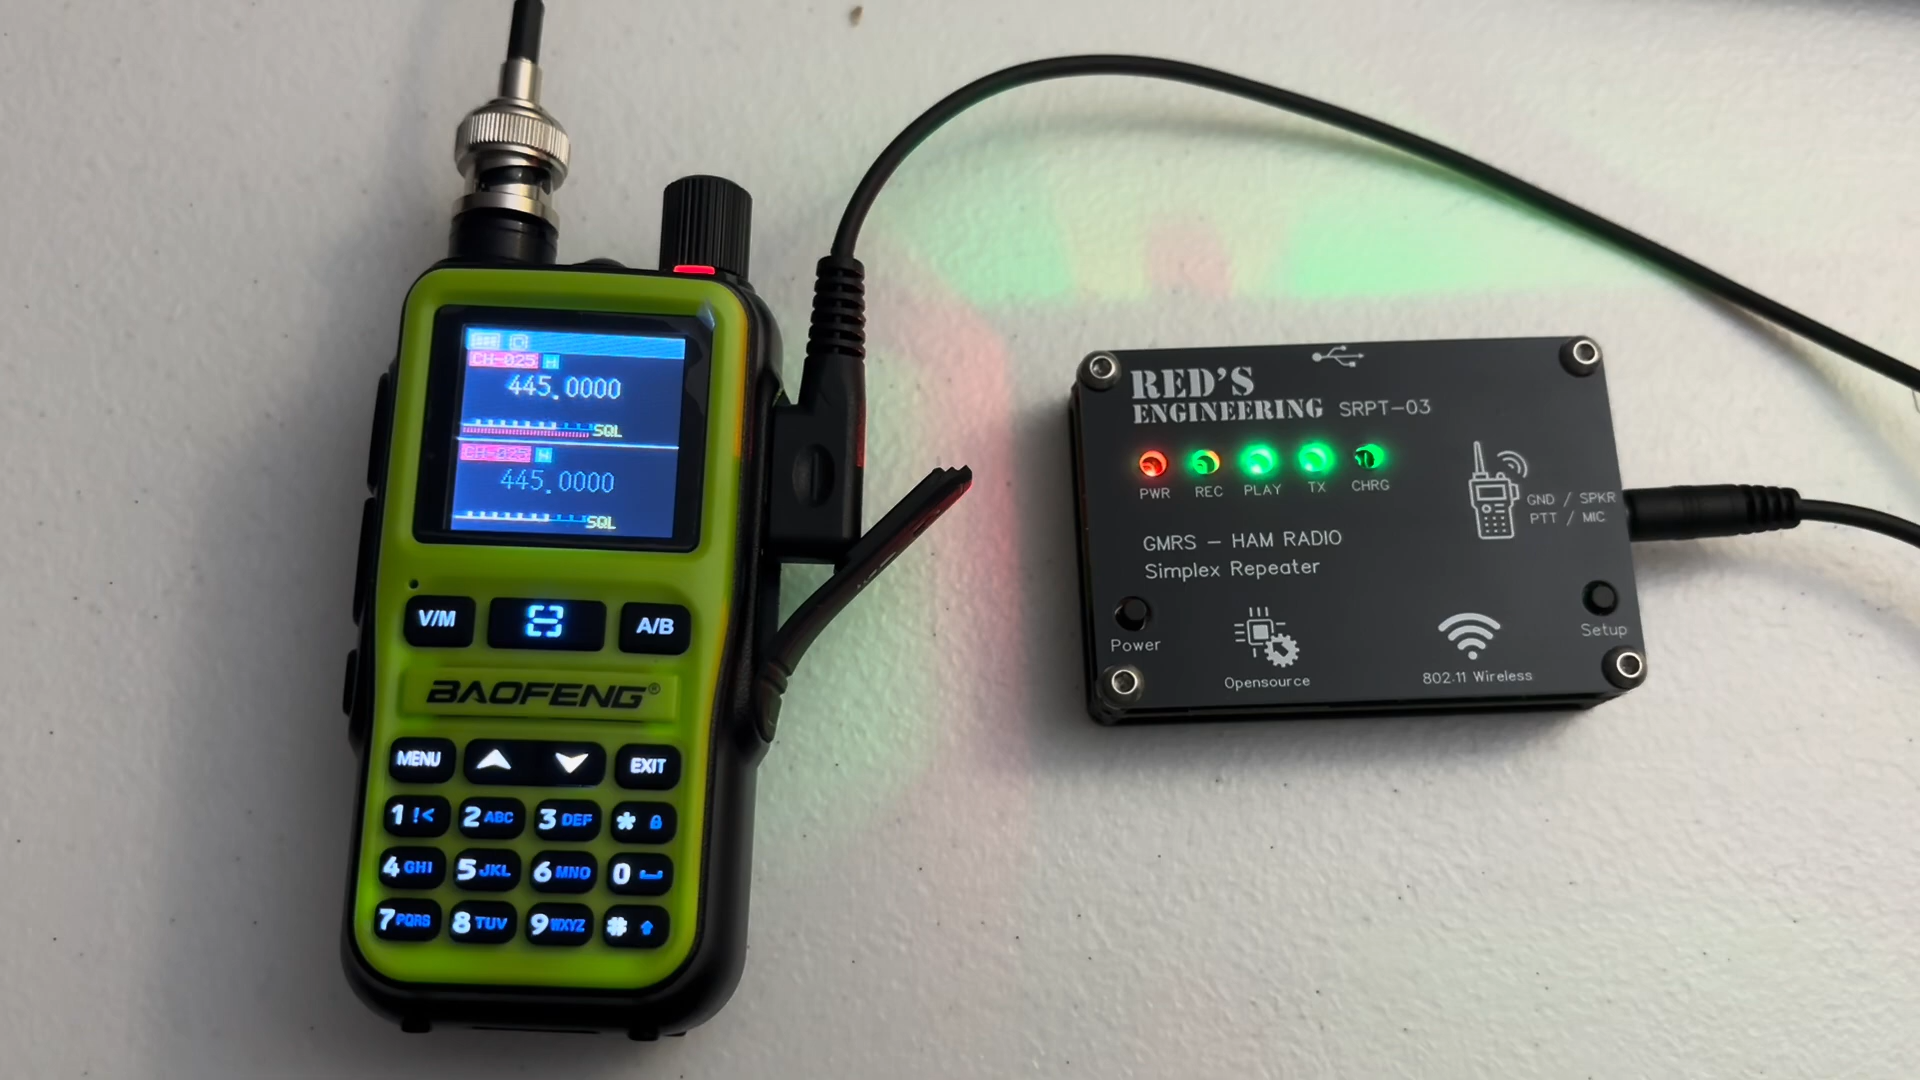 CH-025 H
445.0000
SQL
CH-025 H
445.0000
SQL
V/M
A/B
BAOFENG®
MENU
EXIT
1 !<
2 ABC
3 DEF
*
4 GHI
5 JKL
6 MNO
0
7 PQRS
8 TUV
9 WXYZ
#
RED'S
ENGINEERING SRPT-03
PWR REC PLAY TX CHRG
GND / SPKR
PTT / MIC
GMRS - HAM RADIO
Simplex Repeater
Power
Opensource
802.11 Wireless
Setup